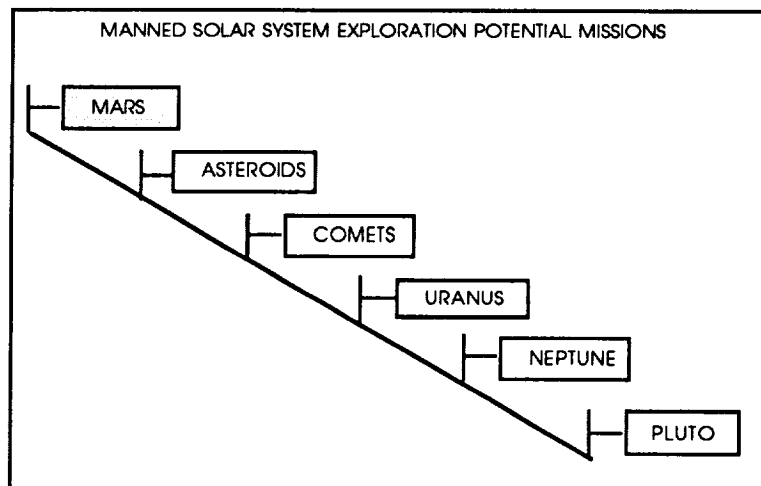 MANNED SOLAR SYSTEM EXPLORATION POTENTIAL MISSIONS
MARS
ASTEROIDS
COMETS
URANUS
NEPTUNE
PLUTO